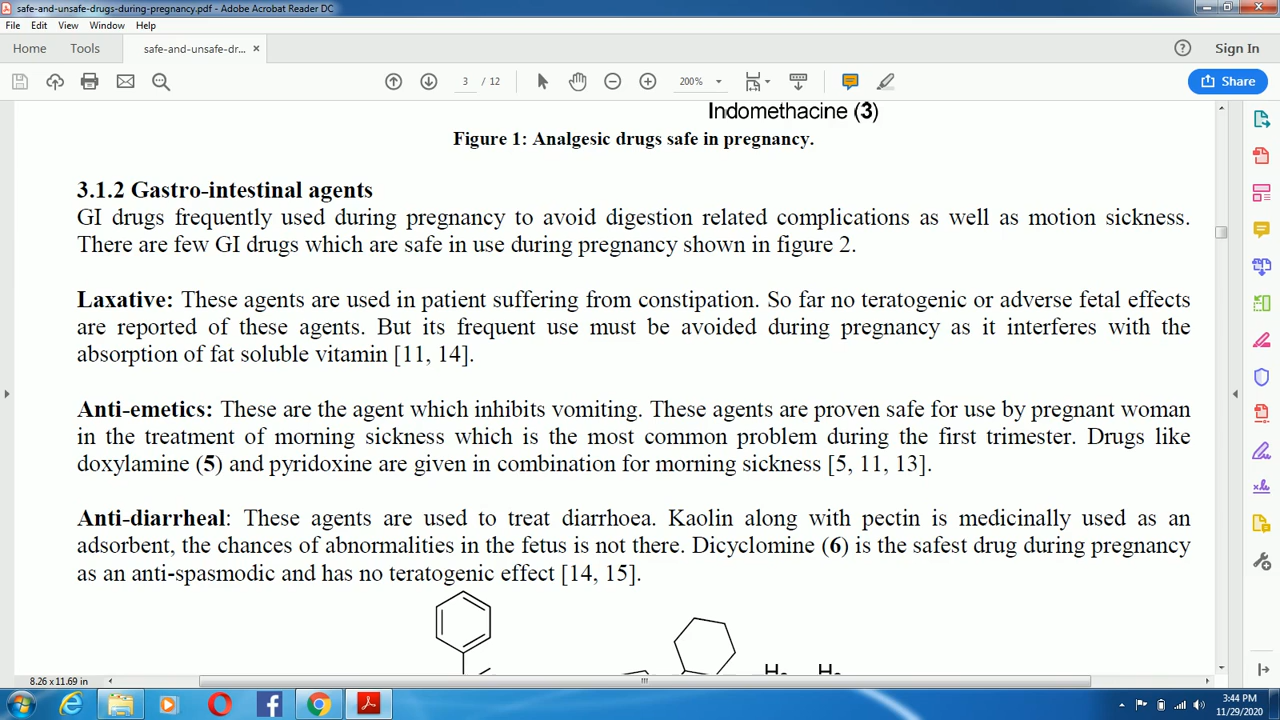 safe-and-unsafe-drugs-during-pregnancy.pdf - Adobe Acrobat Reader DC
File Edit View Window Help
Home Tools safe-and-unsafe-dr... × Sign In
3 / 12 200% Share
Indomethacine (3)
Figure 1: Analgesic drugs safe in pregnancy.
3.1.2 Gastro-intestinal agents
GI drugs frequently used during pregnancy to avoid digestion related complications as well as motion sickness.
There are few GI drugs which are safe in use during pregnancy shown in figure 2.
Laxative: These agents are used in patient suffering from constipation. So far no teratogenic or adverse fetal effects
are reported of these agents. But its frequent use must be avoided during pregnancy as it interferes with the
absorption of fat soluble vitamin [11, 14].
Anti-emetics: These are the agent which inhibits vomiting. These agents are proven safe for use by pregnant woman
in the treatment of morning sickness which is the most common problem during the first trimester. Drugs like
doxylamine (5) and pyridoxine are given in combination for morning sickness [5, 11, 13].
Anti-diarrheal: These agents are used to treat diarrhoea. Kaolin along with pectin is medicinally used as an
adsorbent, the chances of abnormalities in the fetus is not there. Dicyclomine (6) is the safest drug during pregnancy
as an anti-spasmodic and has no teratogenic effect [14, 15].
8.26 x 11.69 in
3:44 PM
11/29/2020